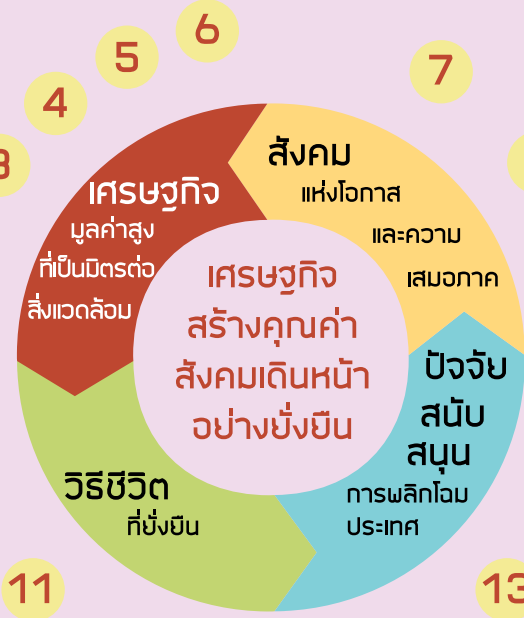 6
5
7
4
3
เศรษฐกิจ
มูลค่าสูง
ที่เป็นมิตรต่อ
สิ่งแวดล้อม
สังคม
แห่งโอกาส
และความ
เสมอภาค
เศรษฐกิจ
สร้างคุณค่า
สังคมเดินหน้า
อย่างยั่งยืน
ปัจจัย
สนับ
สนุน
การพลิกโฉม
ประเทศ
วิถีชีวิต
ที่ยั่งยืน
11
13